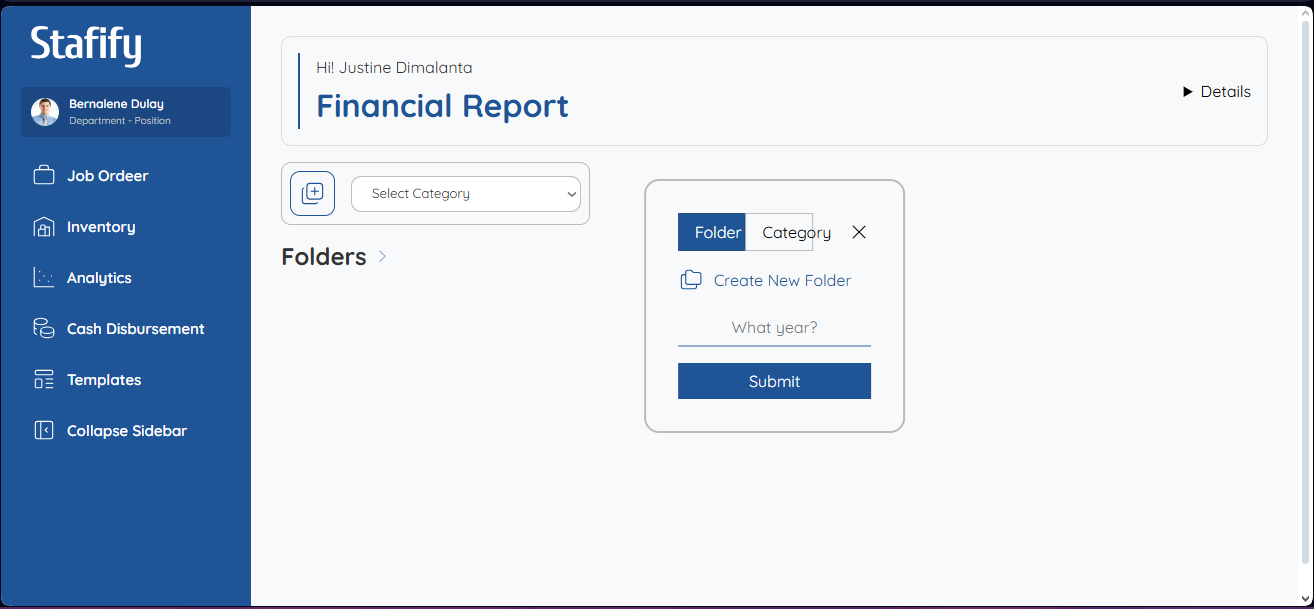 Stafify
Bernalene Dulay
Department - Position
Job Ordeer
Inventory
Analytics
Cash Disbursement
Templates
Collapse Sidebar
Hi! Justine Dimalanta
Financial Report
Details
Select Category
Folders
Folder
Category
Create New Folder
What year?
Submit